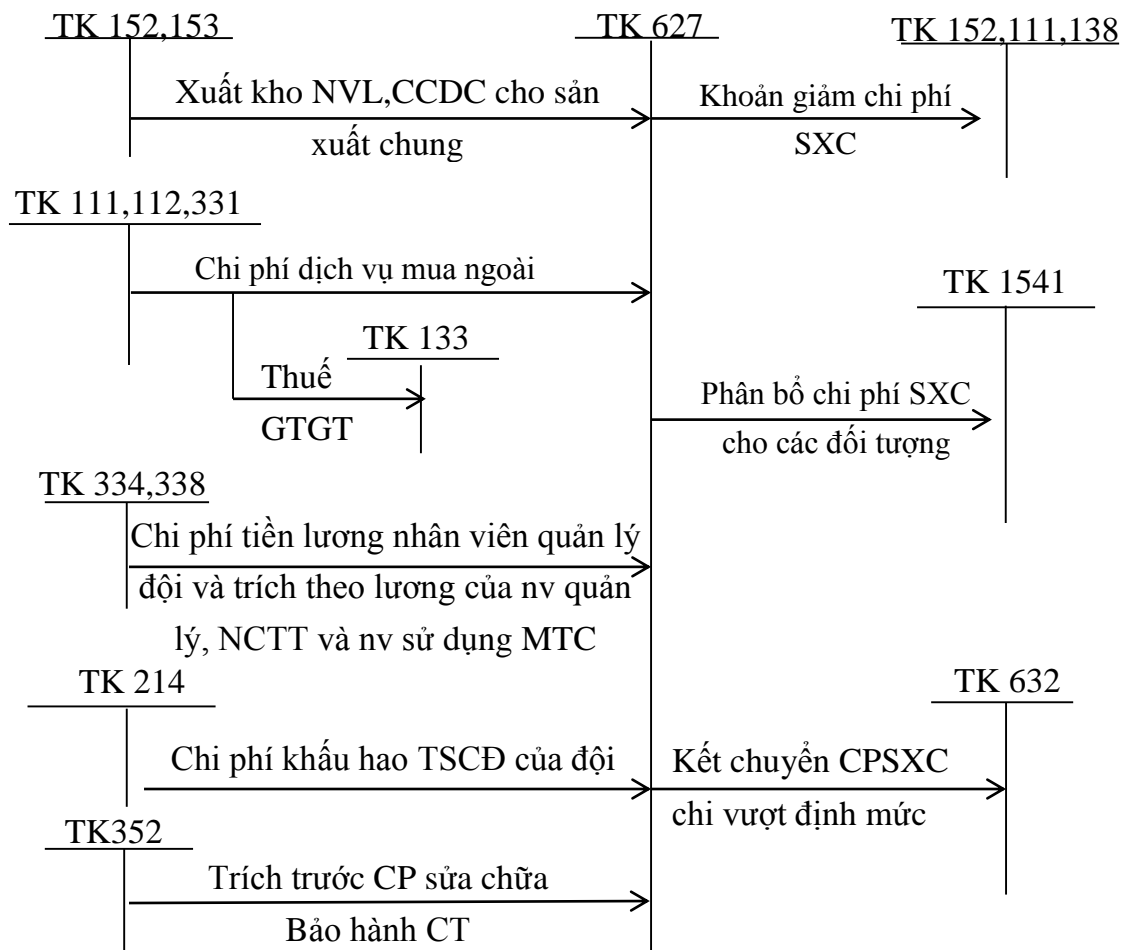 TK 152,153
TK 627
TK 152,111,138
Xuất kho NVL,CCDC cho sản
xuất chung
Khoản giảm chi phí
SXC
TK 111,112,331
Chi phí dịch vụ mua ngoài
TK 1541
TK 133
Thuế
GTGT
Phân bổ chi phí SXC
cho các đối tượng
TK 334,338
Chi phí tiền lương nhân viên quản lý
đội và trích theo lương của nv quản
lý, NCTT và nv sử dụng MTC
TK 214
TK 632
Chi phí khấu hao TSCĐ của đội
Kết chuyển CPSXC
chi vượt định mức
TK352
Trích trước CP sửa chữa
Bảo hành CT